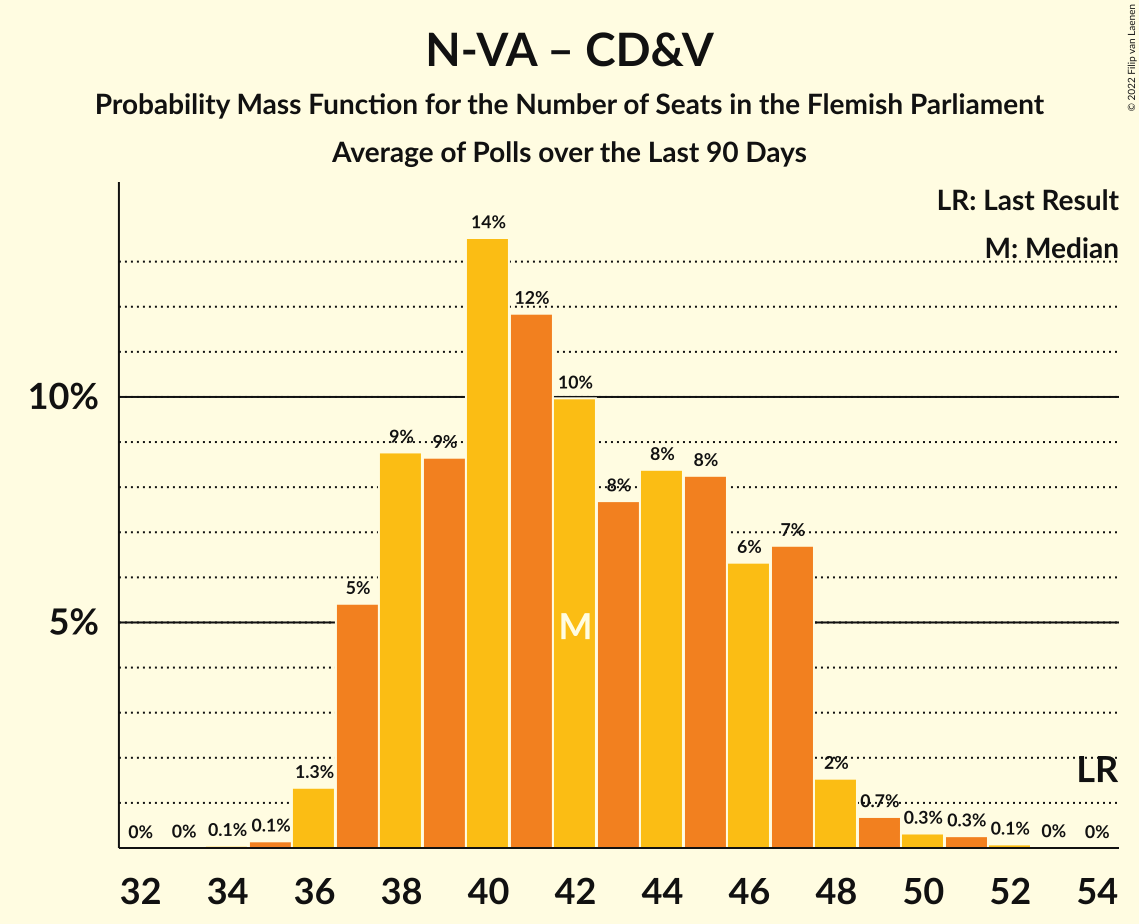 N-VA – CD&V
Probability Mass Function for the Number of Seats in the Flemish Parliament
Average of Polls over the Last 90 Days
© 2022 Filip van Laenen
LR: Last Result
M: Median
14%
12%
10%
10%
9%
9%
8%
8%
8%
7%
6%
5%
5%
M
LR
2%
1.3%
0.7%
0.3%
0.3%
0%
0%
0.1%
0.1%
0.1%
0%
0%
32 34 36 38 40 42 44 46 48 50 52 54